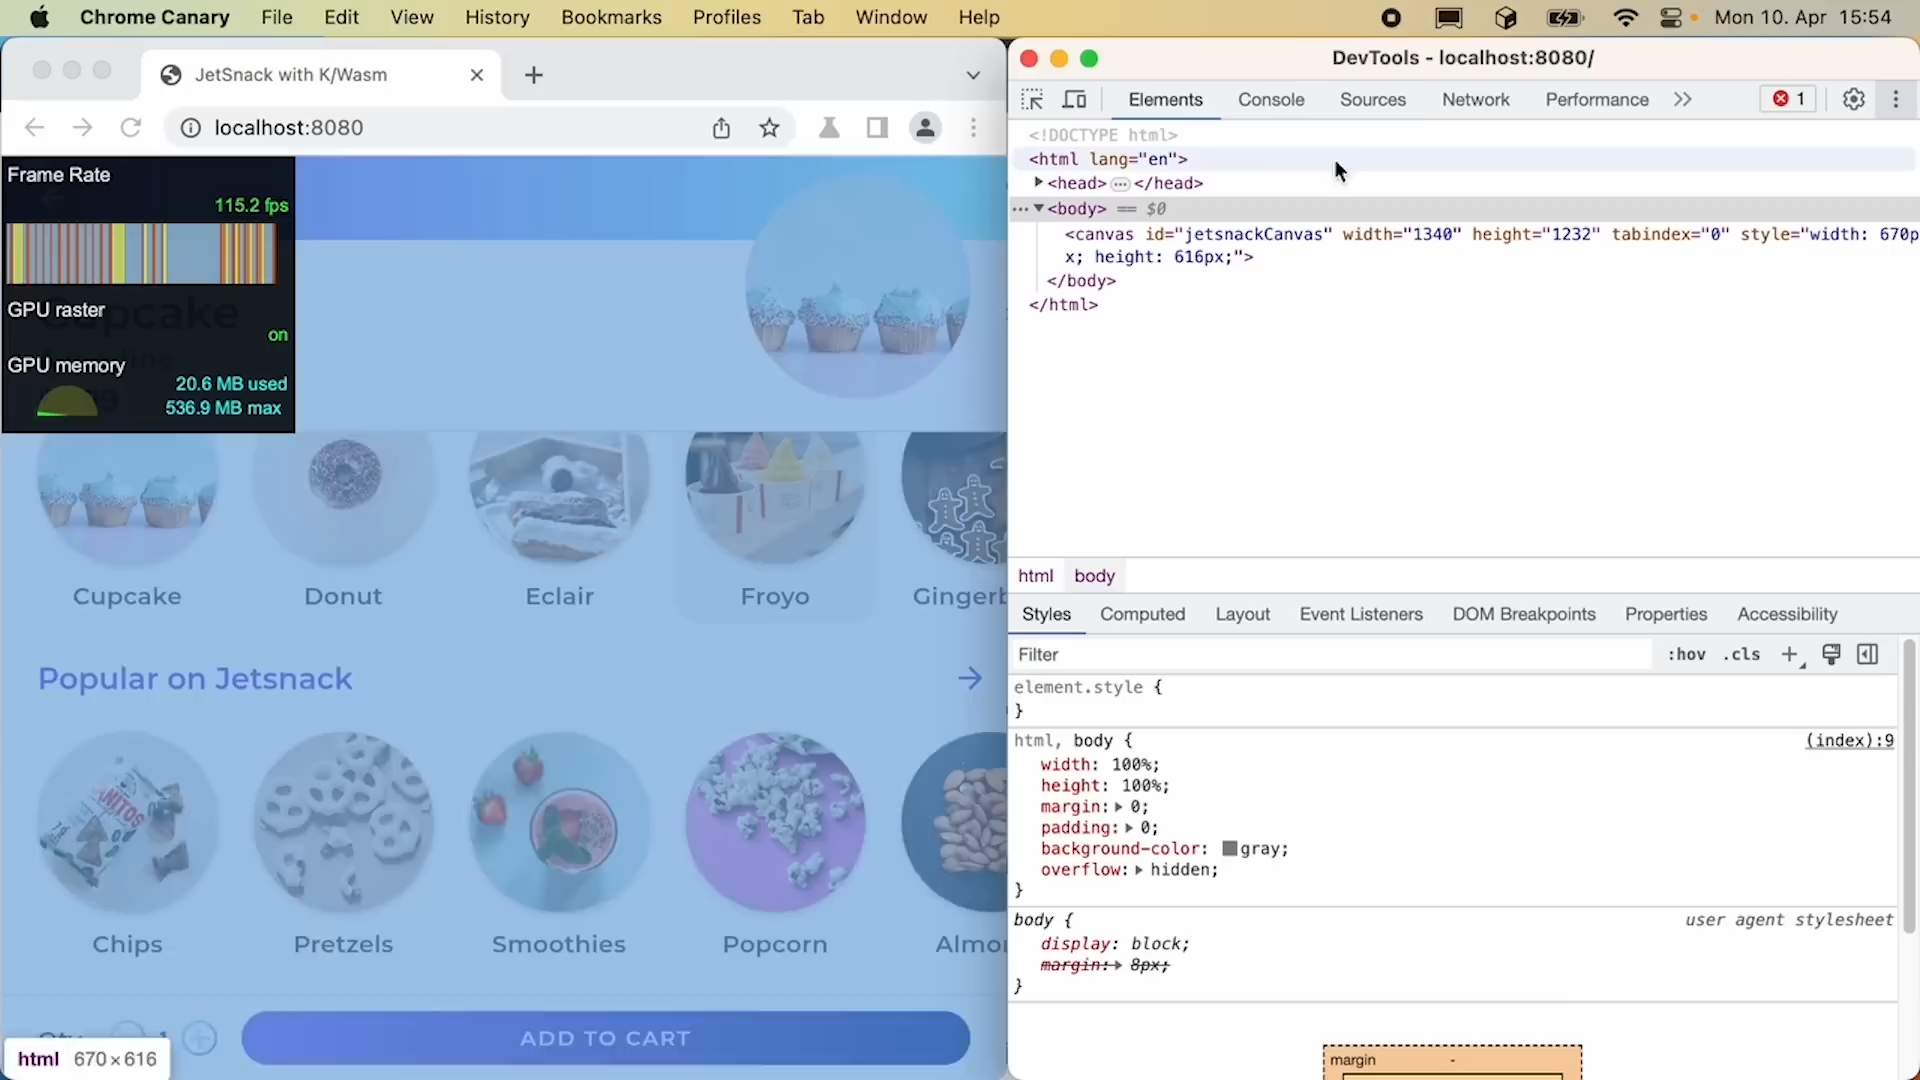 Chrome Canary File Edit View History Bookmarks Profiles Tab Window Help Mon 10. Apr 15:54
JetSnack with K/Wasm
localhost:8080
Frame Rate
115.2 fps
GPU raster
on
GPU memory
20.6 MB used
536.9 MB max
Cupcake
Cupcake Donut Eclair Froyo
Popular on Jetsnack
Chips Pretzels Smoothies Popcorn
ADD TO CART
html 670×616
DevTools - localhost:8080/
Elements Console Sources Network Performance 1
<!DOCTYPE html>
<html lang="en">
<head> </head>
<body> == $0
<canvas id="jetsnackCanvas" width="1340" height="1232" tabindex="0" style="width: 670p
x; height: 616px;">
</body>
</html>
html body
Styles Computed Layout Event Listeners DOM Breakpoints Properties Accessibility
Filter :hov .cls
element.style {
}
html, body { (index):9
width: 100%;
height: 100%;
margin: 0;
padding: 0;
background-color: gray;
overflow: hidden;
}
body { user agent stylesheet
display: block;
margin: 8px;
}
margin -